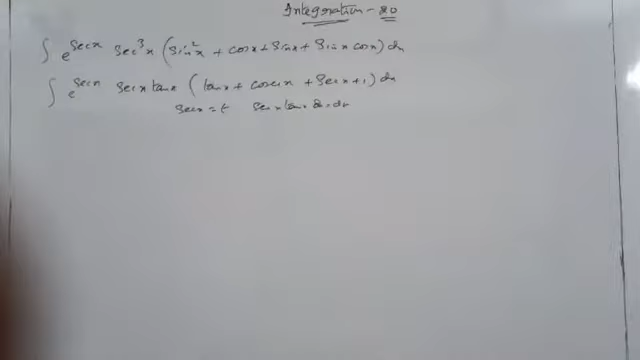 Integration - 20
∫ e^secx sec³x (sin²x + cosx + sinx + sinx cosx) dx
∫ e^secx secx tanx (tanx + cosecx + secx + 1) dx
secx = t secx tanx dx = dt